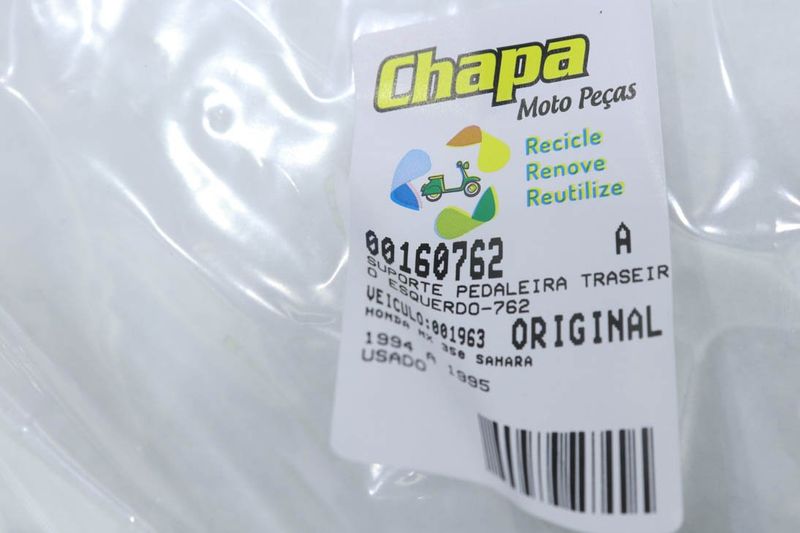 Chapa
Moto Peças
Recicle
Renove
Reutilize
00160762 A
SUPORTE PEDALEIRA TRASEIR
O ESQUERDO-762
VEICULO:001963 ORIGINAL
HONDA NX 350 SAHARA
1994 A 1995
USADO